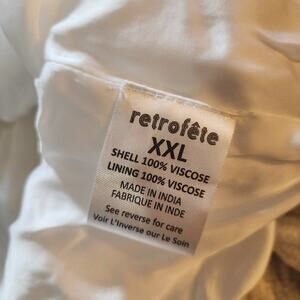 retrofête
XXL
SHELL 100% VISCOSE
LINING 100% VISCOSE
MADE IN INDIA
FABRIQUE EN INDE
See reverse for care
Voir L'Inverse our Le Soin